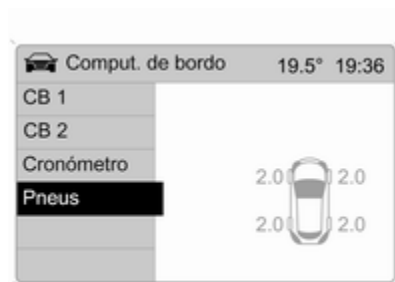 Comput. de bordo 19.5° 19:36
CB 1
CB 2
Cronómetro
2.0 2.0
Pneus
2.0 2.0